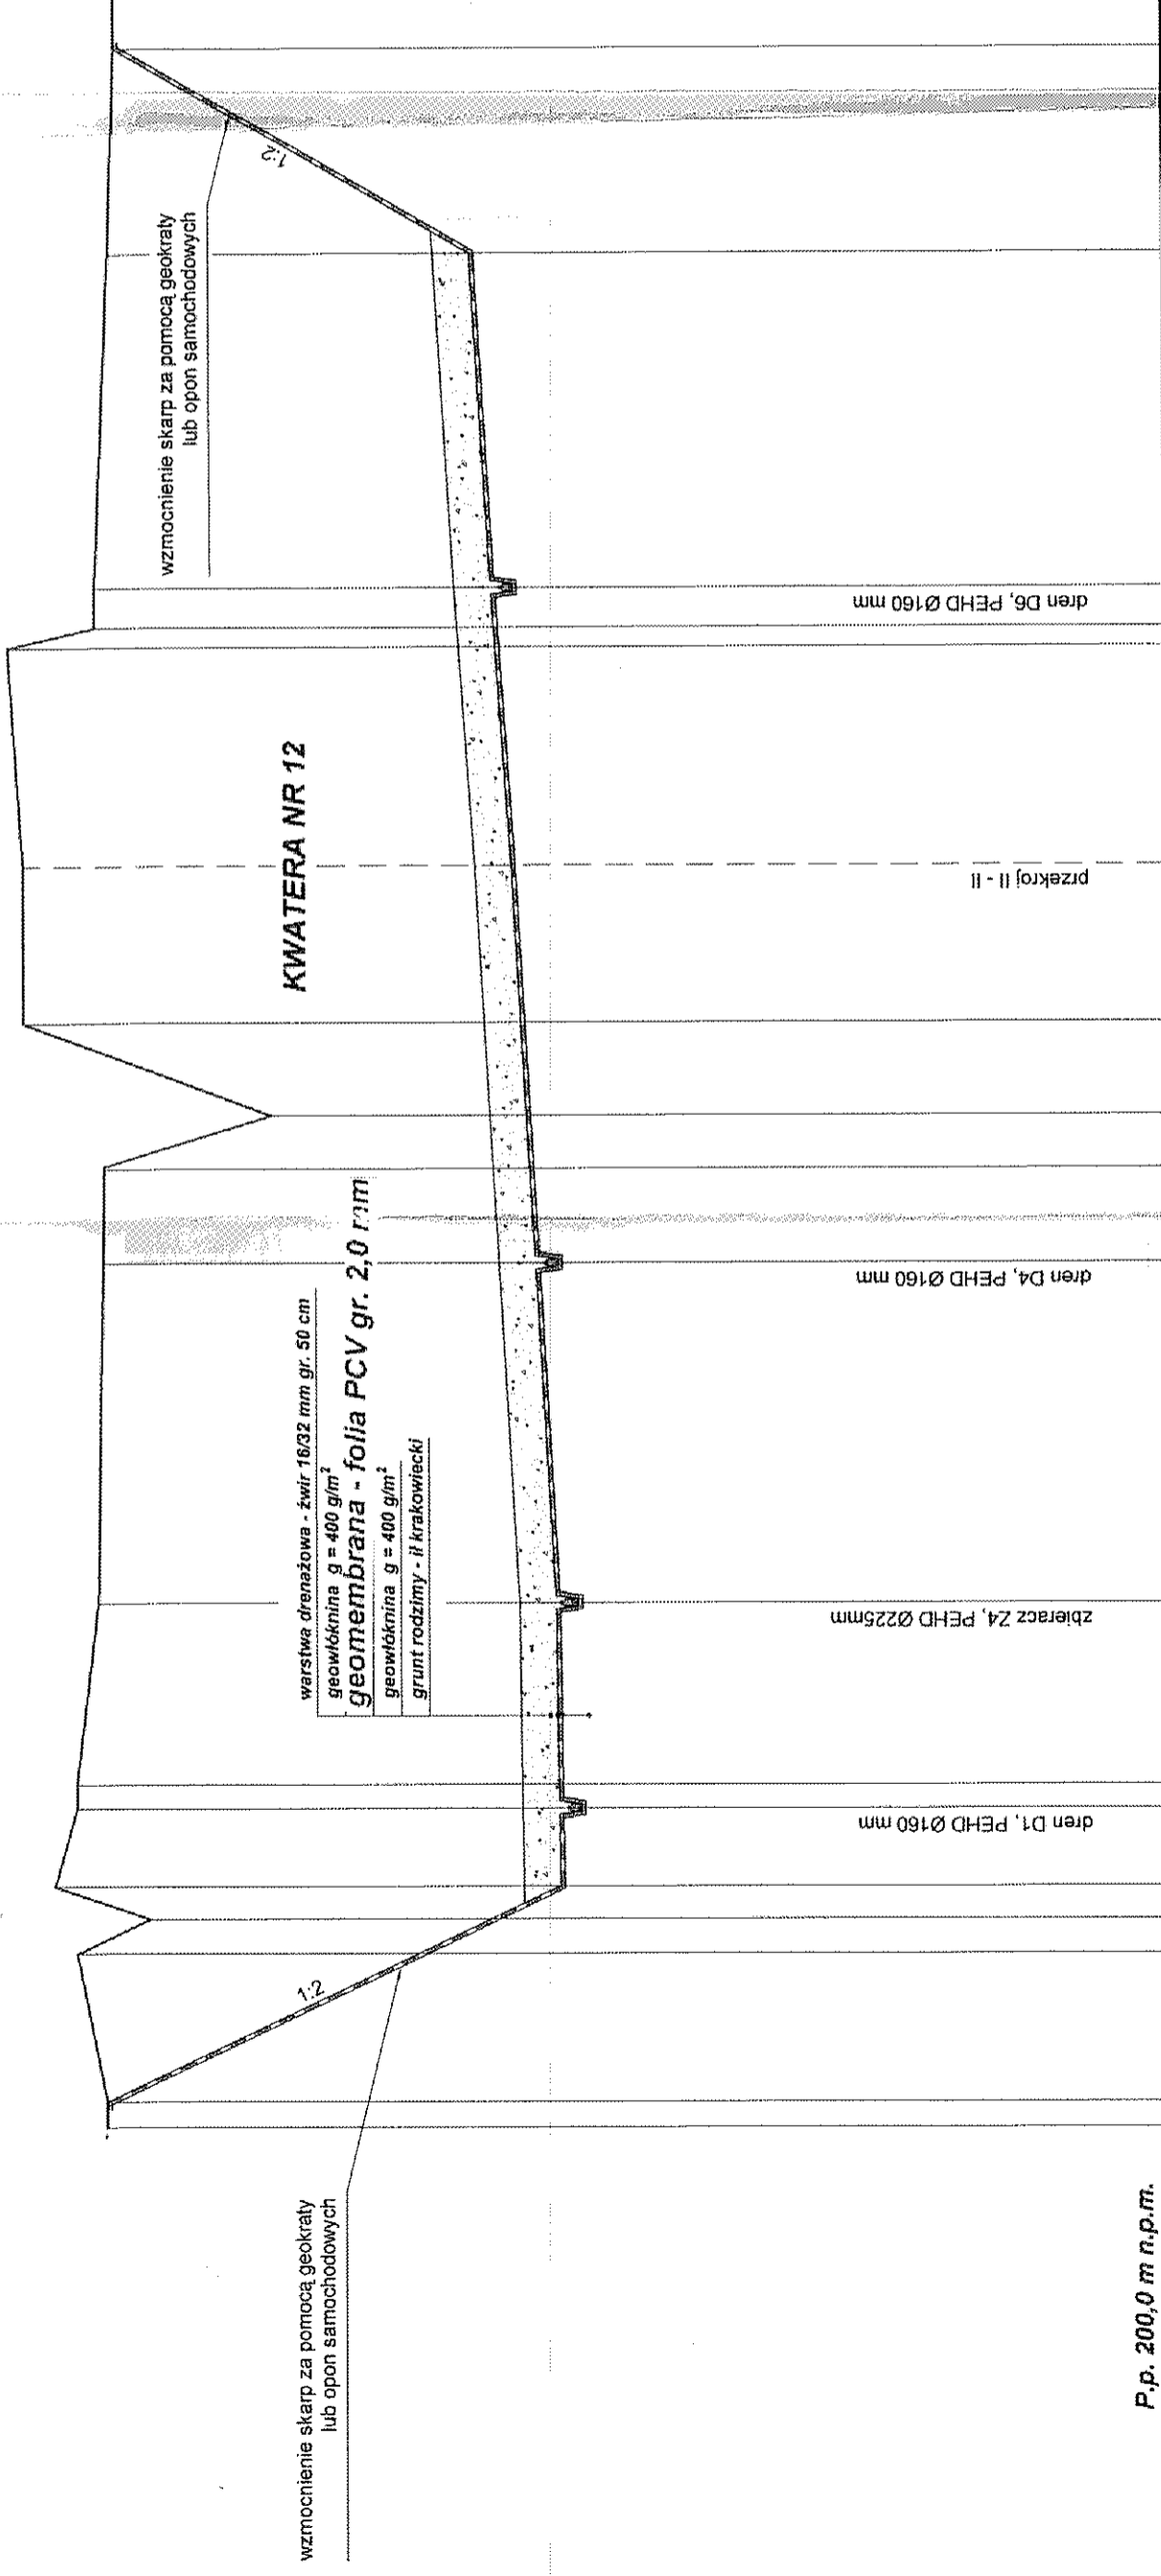 wzmocnienie skarp za pomocą geokraty
lub opon samochodowych
1:2
warstwa drenażowa - żwir 16/32 mm gr. 50 cm
geowłóknina g = 400 g/m²
geomembrana - folia PCV gr. 2,0 mm
geowłóknina g = 400 g/m²
grunt rodzimy - ił krakowiecki
KWATERA NR 12
wzmocnienie skarp za pomocą geokraty
lub opon samochodowych
1:2
dren D1, PEHD Ø160 mm
zbieracz Z4, PEHD Ø225mm
dren D4, PEHD Ø160 mm
przekroj II - II
dren D6, PEHD Ø160 mm
P.p. 200,0 m n.p.m.